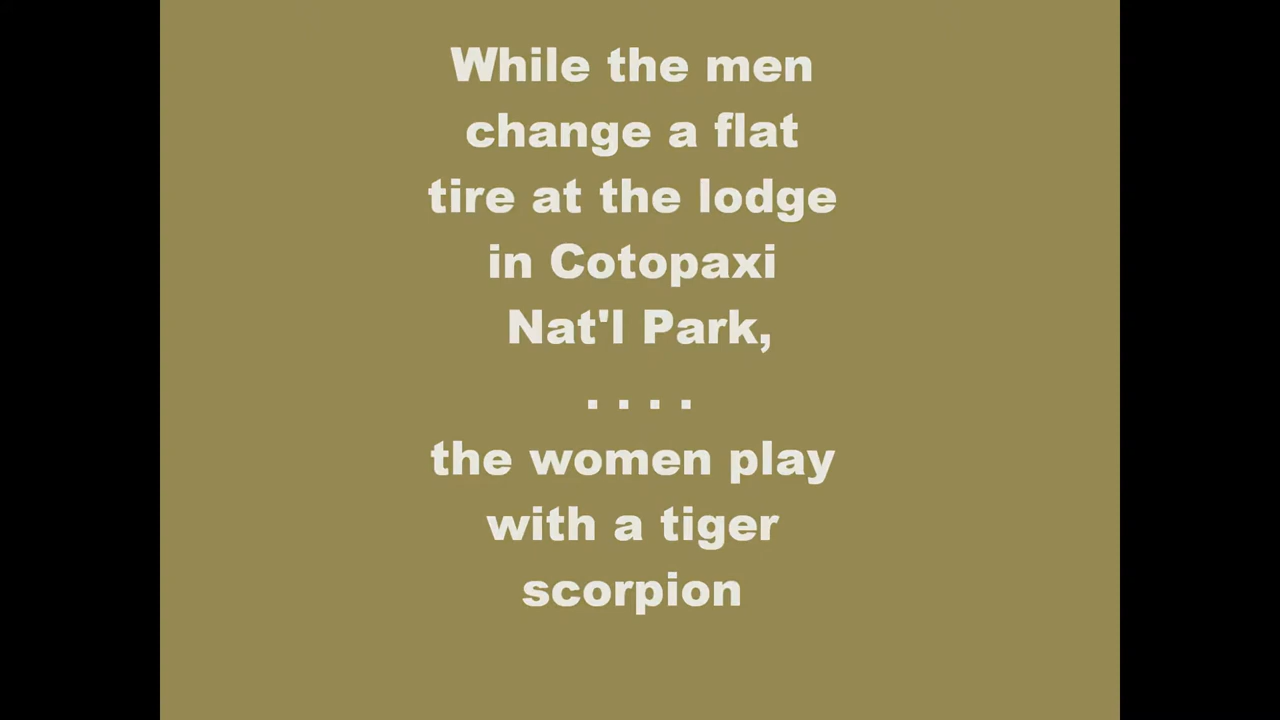 While the men
change a flat
tire at the lodge
in Cotopaxi
Nat'l Park,
. . . .
the women play
with a tiger
scorpion